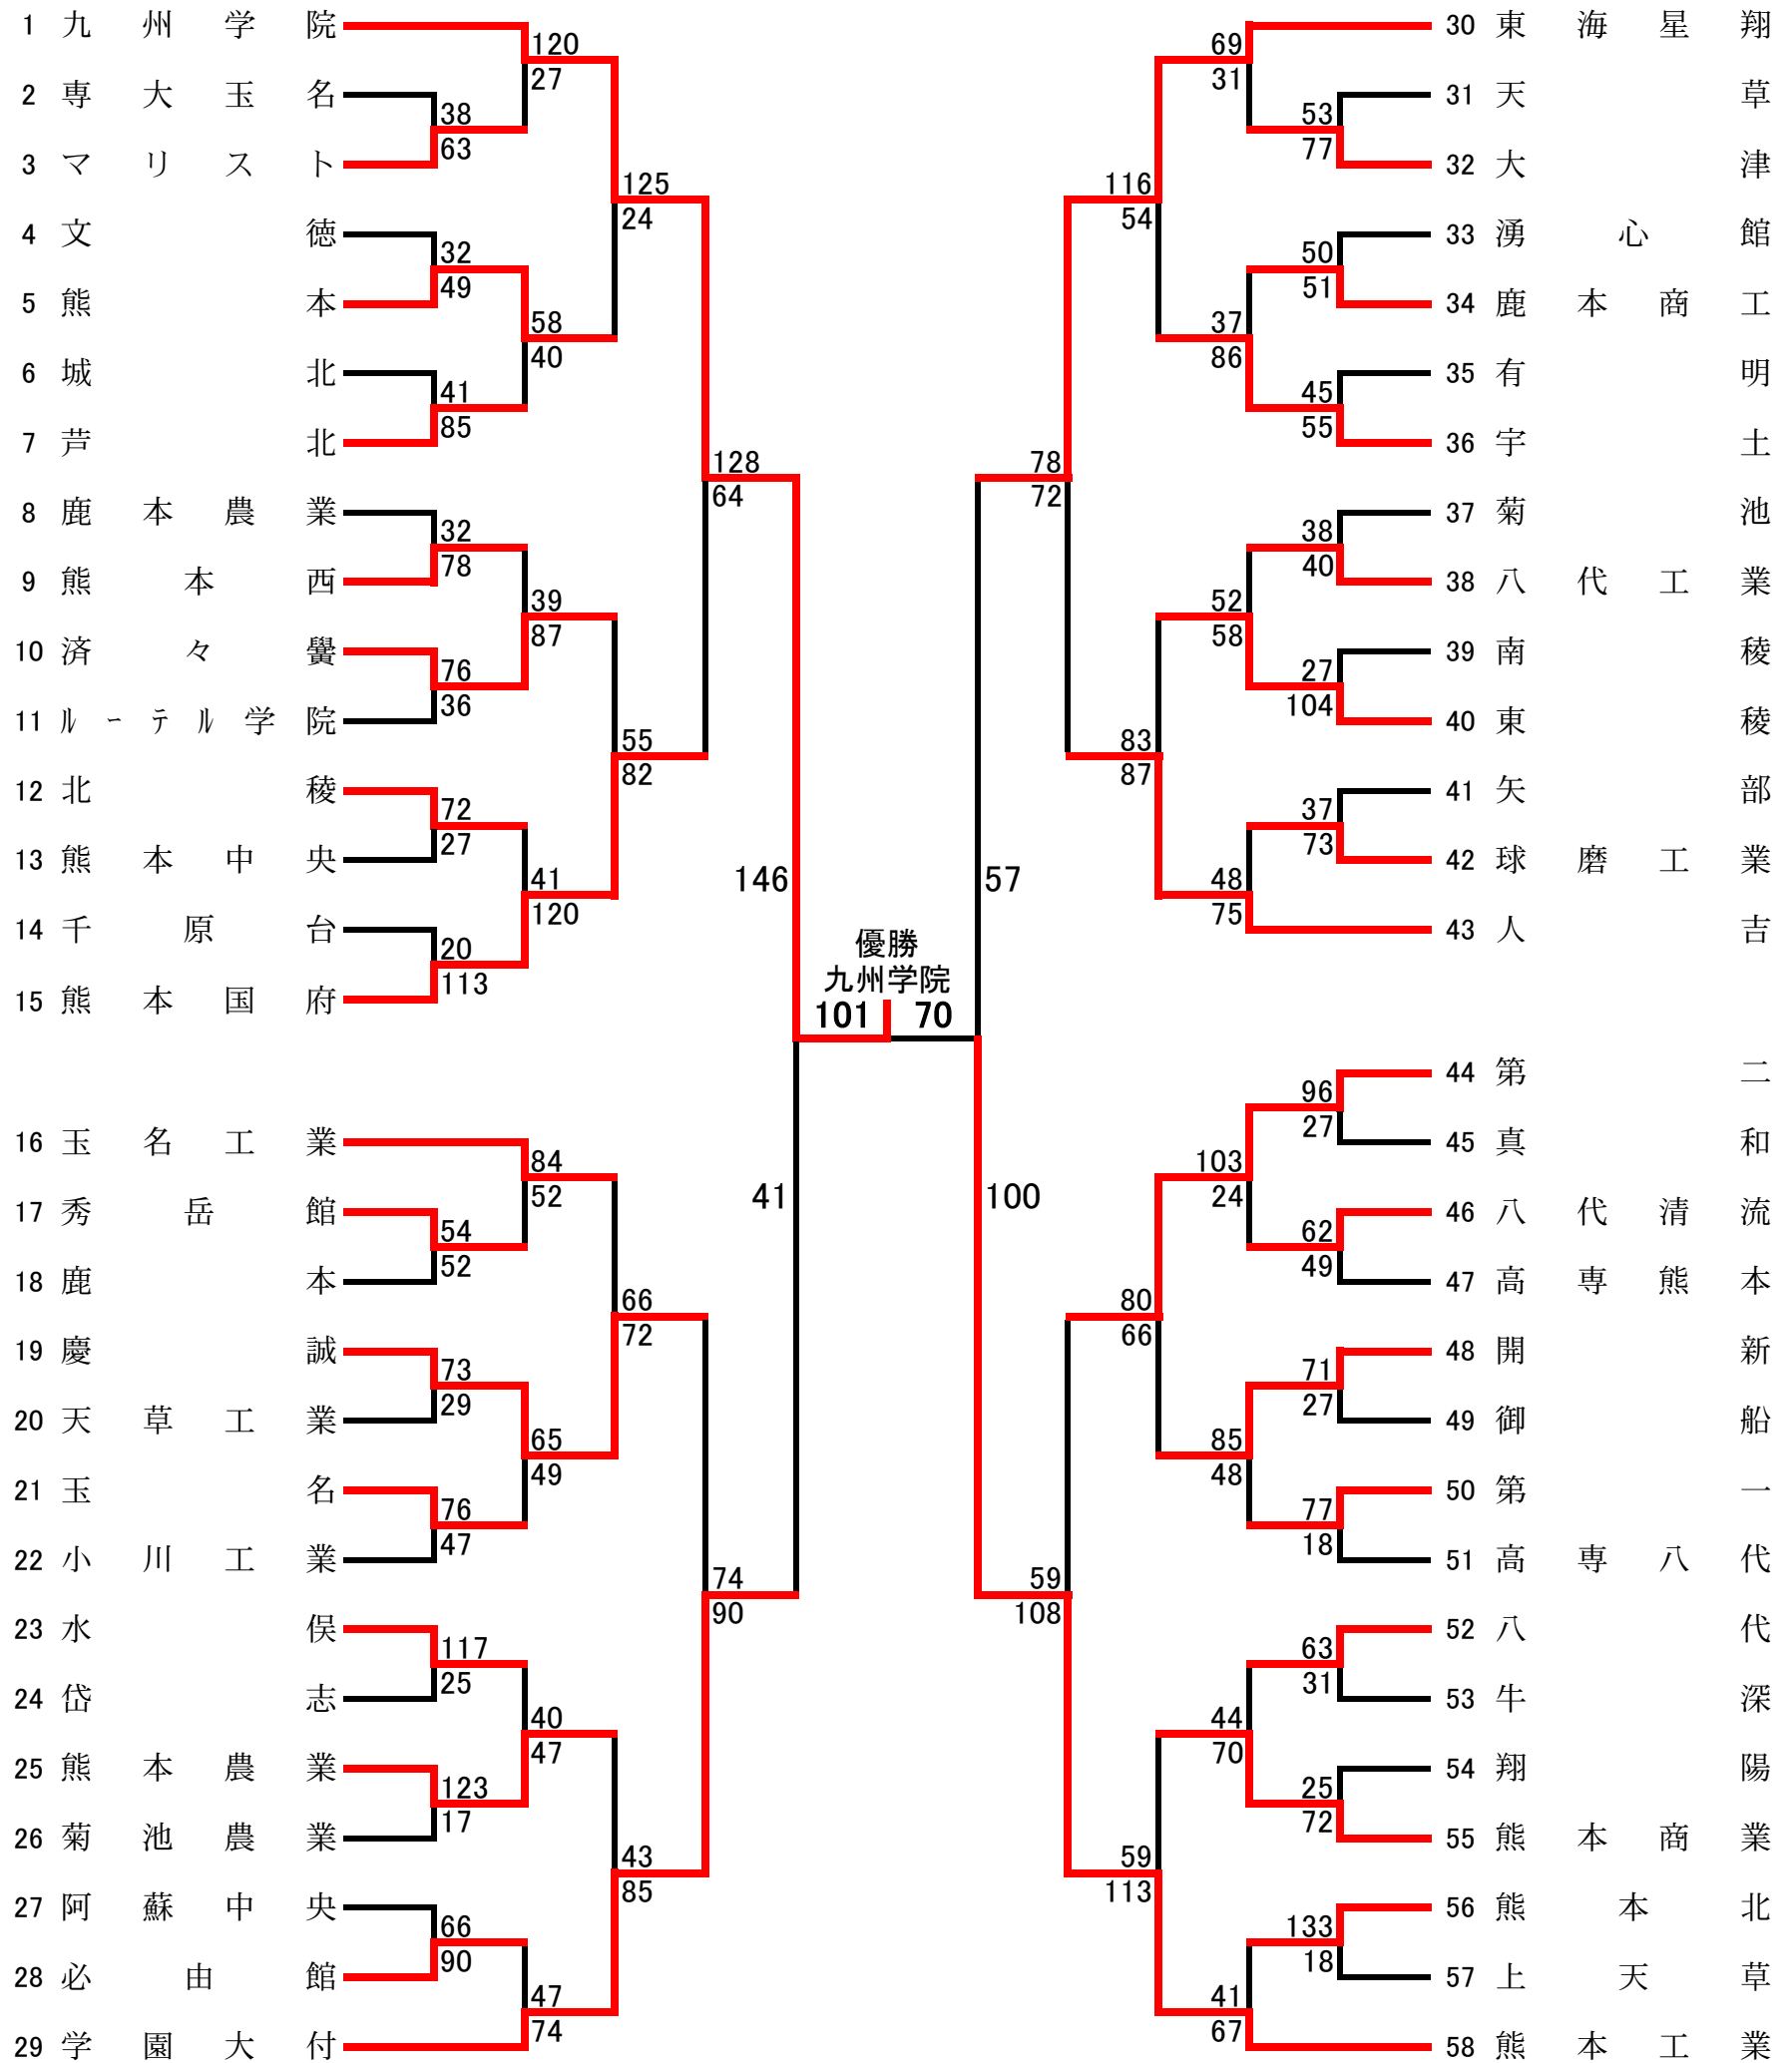 1 九州学院
2 専大玉名
3 マリスト
4 文徳
5 熊本
6 城北
7 芦北
8 鹿本農業
9 熊本西
10 済々黌
11 ルーテル学院
12 北稜
13 熊本中央
14 千原台
15 熊本国府
16 玉名工業
17 秀岳館
18 鹿本
19 慶誠
20 天草工業
21 玉名
22 小川工業
23 水俣
24 岱志
25 熊本農業
26 菊池農業
27 阿蘇中央
28 必由館
29 学園大付
38
63
32
49
41
85
32
78
76
36
72
27
20
113
54
52
73
29
76
47
117
25
123
17
66
90
120
27
58
40
39
87
41
120
84
52
65
49
40
47
47
74
125
24
55
82
66
72
43
85
128
64
74
90
146
41
優勝
九州学院
101 70
57
100
78
72
59
108
116
54
83
87
80
66
59
113
69
31
37
86
52
58
48
75
103
24
85
48
44
70
41
67
53
77
50
51
45
55
38
40
27
104
37
73
96
27
62
49
71
27
77
18
63
31
25
72
133
18
30 東海星翔
31 天草
32 大津
33 湧心館
34 鹿本商工
35 有明
36 宇土
37 菊池
38 八代工業
39 南稜
40 東稜
41 矢部
42 球磨工業
43 人吉
44 第二
45 真和
46 八代清流
47 高専熊本
48 開新
49 御船
50 第一
51 高専八代
52 八代
53 牛深
54 翔陽
55 熊本商業
56 熊本北
57 上天草
58 熊本工業